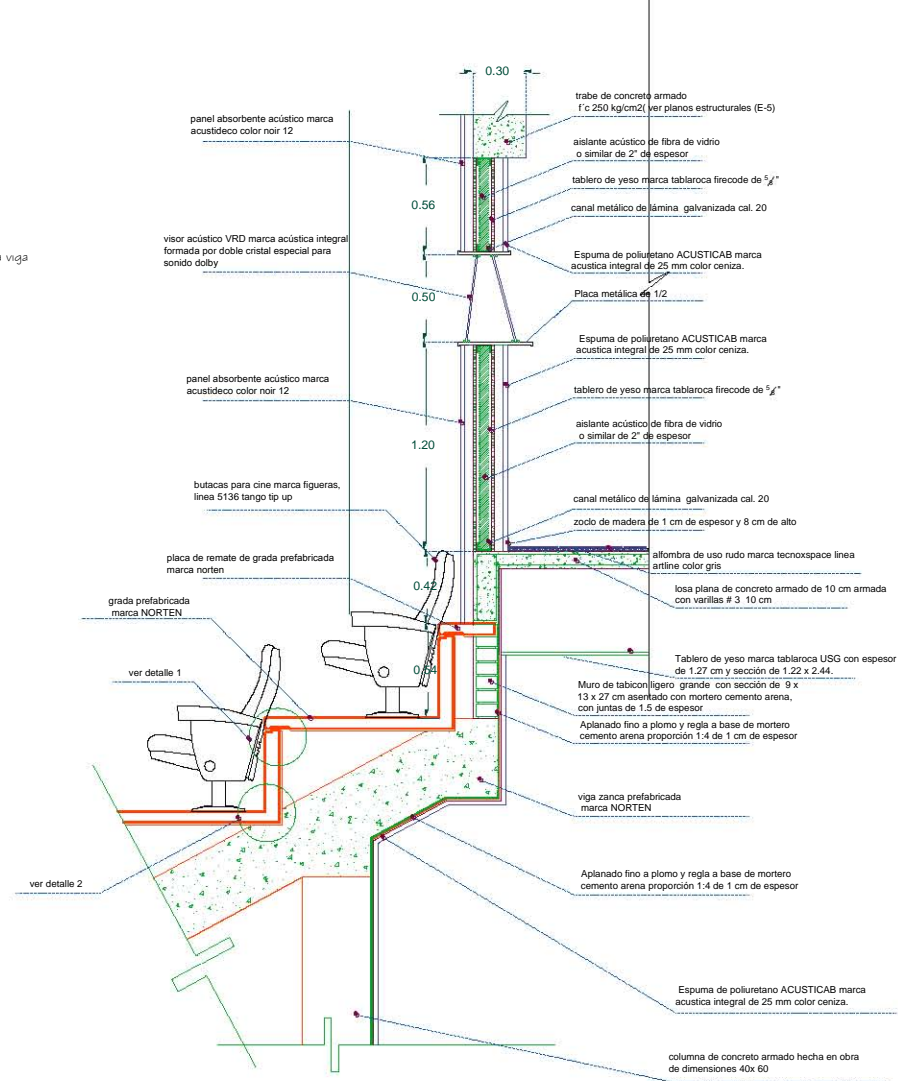 0.30
trabe de concreto armado
f´c 250 kg/cm2( ver planos estructurales (E-5)
panel absorbente acústico marca
acustideco color noir 12
aislante acústico de fibra de vidrio
o similar de 2" de espesor
tablero de yeso marca tablaroca firecode de 5/8"
0.56
canal metálico de lámina galvanizada cal. 20
visor acústico VRD marca acústica integral
formada por doble cristal especial para
sonido dolby
viga
Espuma de poliuretano ACUSTICAB marca
acustica integral de 25 mm color ceniza.
0.50
Placa metálica de 1/2
Espuma de poliuretano ACUSTICAB marca
acustica integral de 25 mm color ceniza.
panel absorbente acústico marca
acustideco color noir 12
tablero de yeso marca tablaroca firecode de 5/8"
aislante acústico de fibra de vidrio
o similar de 2" de espesor
1.20
butacas para cine marca figueras,
linea 5136 tango tip up
canal metálico de lámina galvanizada cal. 20
zoclo de madera de 1 cm de espesor y 8 cm de alto
placa de remate de grada prefabricada
marca norten
alfombra de uso rudo marca tecnoxspace linea
artline color gris
0.42
losa plana de concreto armado de 10 cm armada
con varillas # 3 10 cm
grada prefabricada
marca NORTEN
Tablero de yeso marca tablaroca USG con espesor
de 1.27 cm y sección de 1.22 x 2.44.
ver detalle 1
Muro de tabicon ligero grande con sección de 9 x
13 x 27 cm asentado con mortero cemento arena,
con juntas de 1.5 de espesor
Aplanado fino a plomo y regla a base de mortero
cemento arena proporción 1:4 de 1 cm de espesor
viga zanca prefabricada
marca NORTEN
ver detalle 2
Aplanado fino a plomo y regla a base de mortero
cemento arena proporción 1:4 de 1 cm de espesor
Espuma de poliuretano ACUSTICAB marca
acustica integral de 25 mm color ceniza.
columna de concreto armado hecha en obra
de dimensiones 40x 60